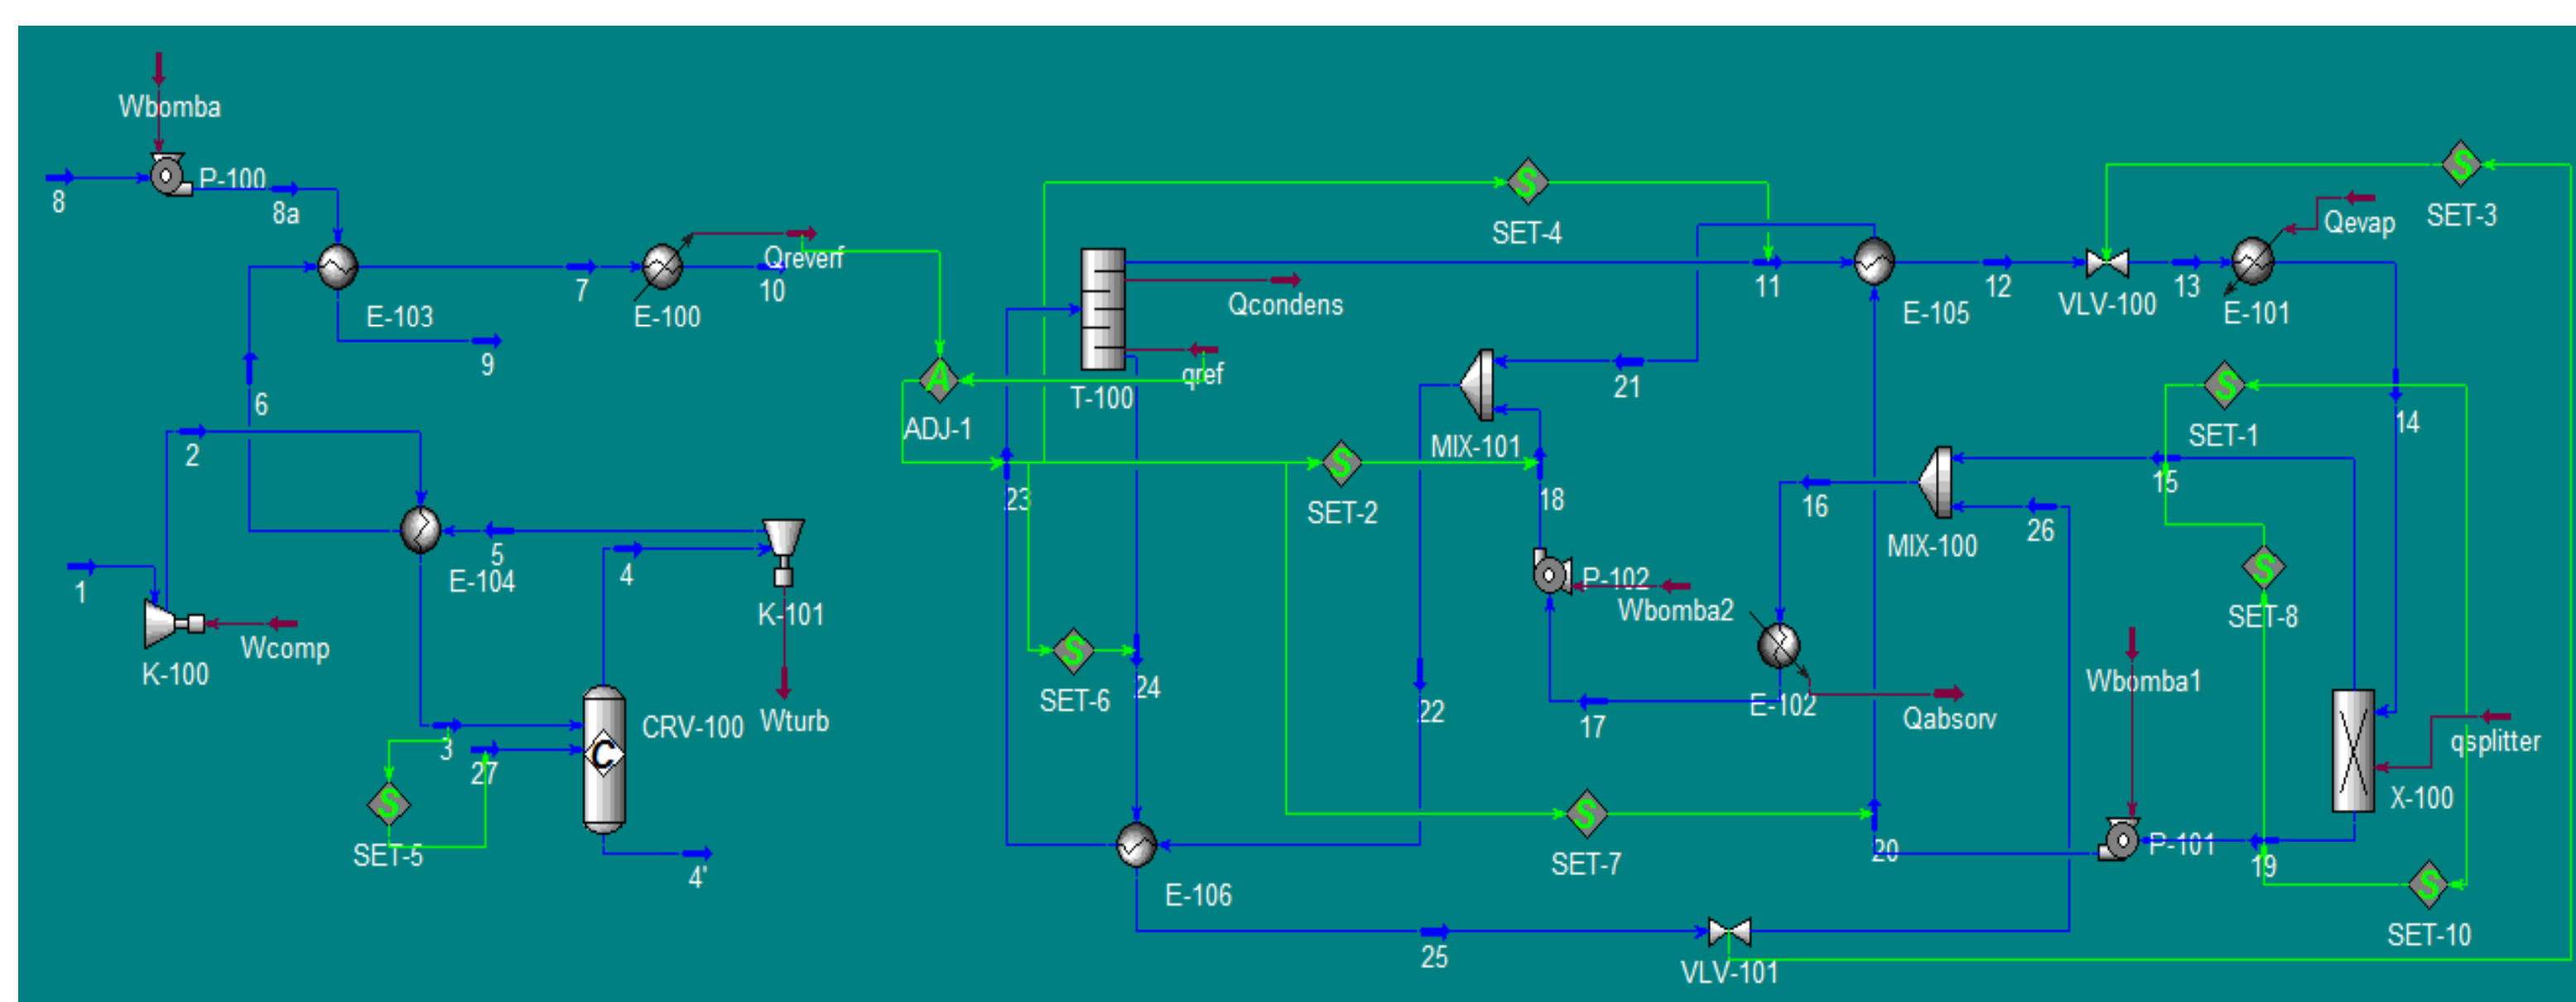 Wbomba
P-100
8
8a
SET-4
SET-3
Qevap
Qreverf
7
10
E-100
E-103
9
11
Qcondens
E-105
12
VLV-100
13
E-101
T-100
qref
A
ADJ-1
21
MIX-101
SET-1
14
6
2
23
SET-2
18
16
15
26
MIX-100
5
4
E-104
1
K-101
P-102
Wbomba2
SET-8
Wcomp
K-100
SET-6
24
Wbomba1
22
E-102
17
Qabsorv
CRV-100
Wturb
C
3
27
qsplitter
X-100
SET-5
4'
SET-7
20
P-101
19
E-106
SET-10
25
VLV-101
S
S
S
S
S
S
S
S
S